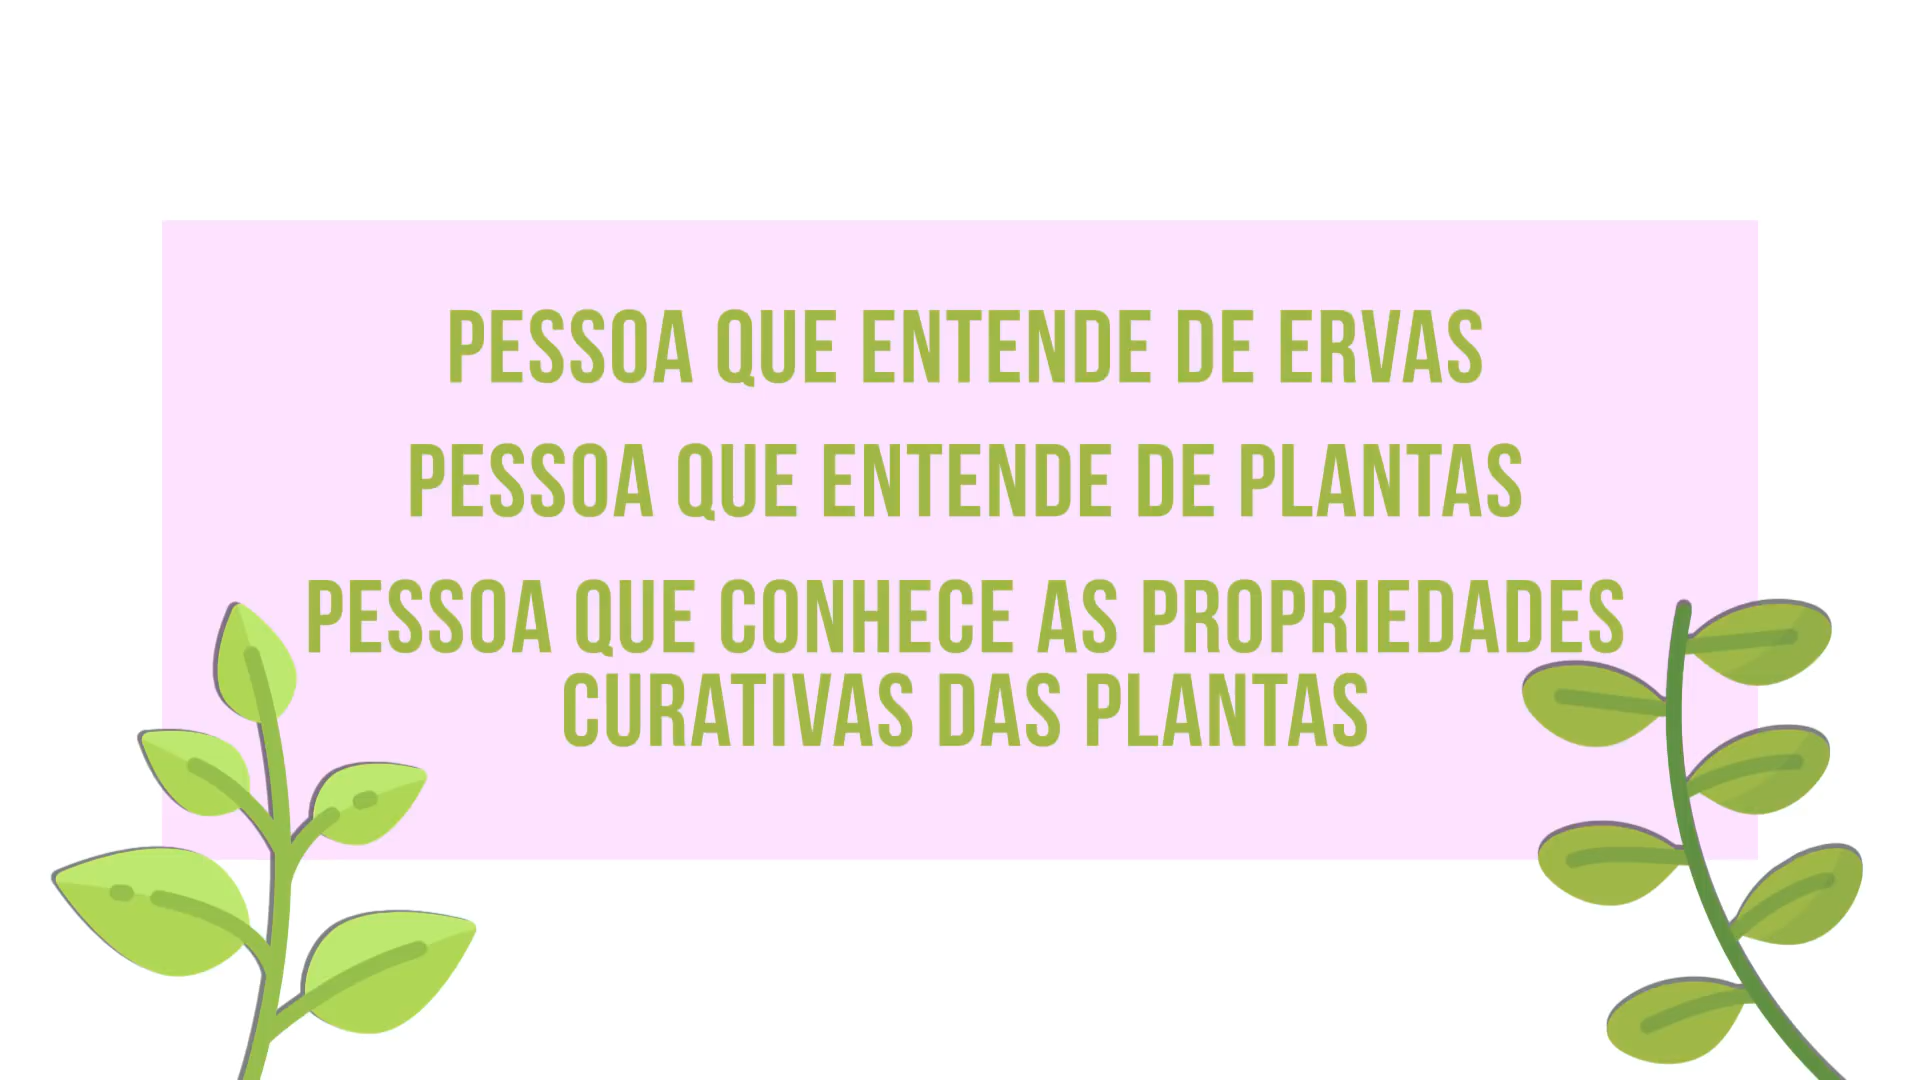 PESSOA QUE ENTENDE DE ERVAS
PESSOA QUE ENTENDE DE PLANTAS
PESSOA QUE CONHECE AS PROPRIEDADES
CURATIVAS DAS PLANTAS